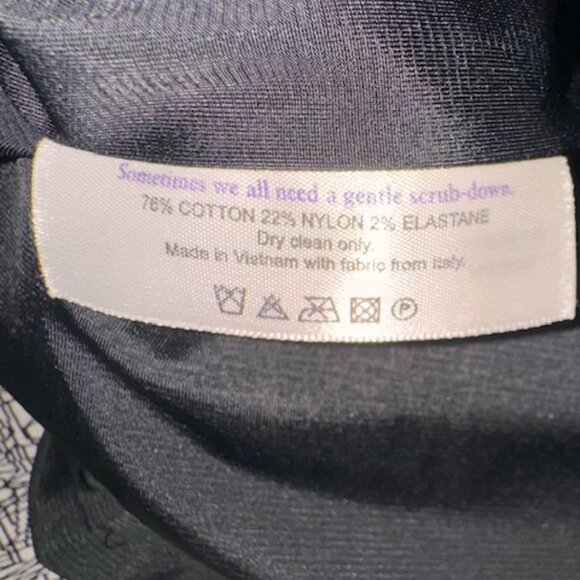 Sometimes we all need a gentle scrub-down.
76% COTTON 22% NYLON 2% ELASTANE
Dry clean only.
Made in Vietnam with fabric from Italy.
P